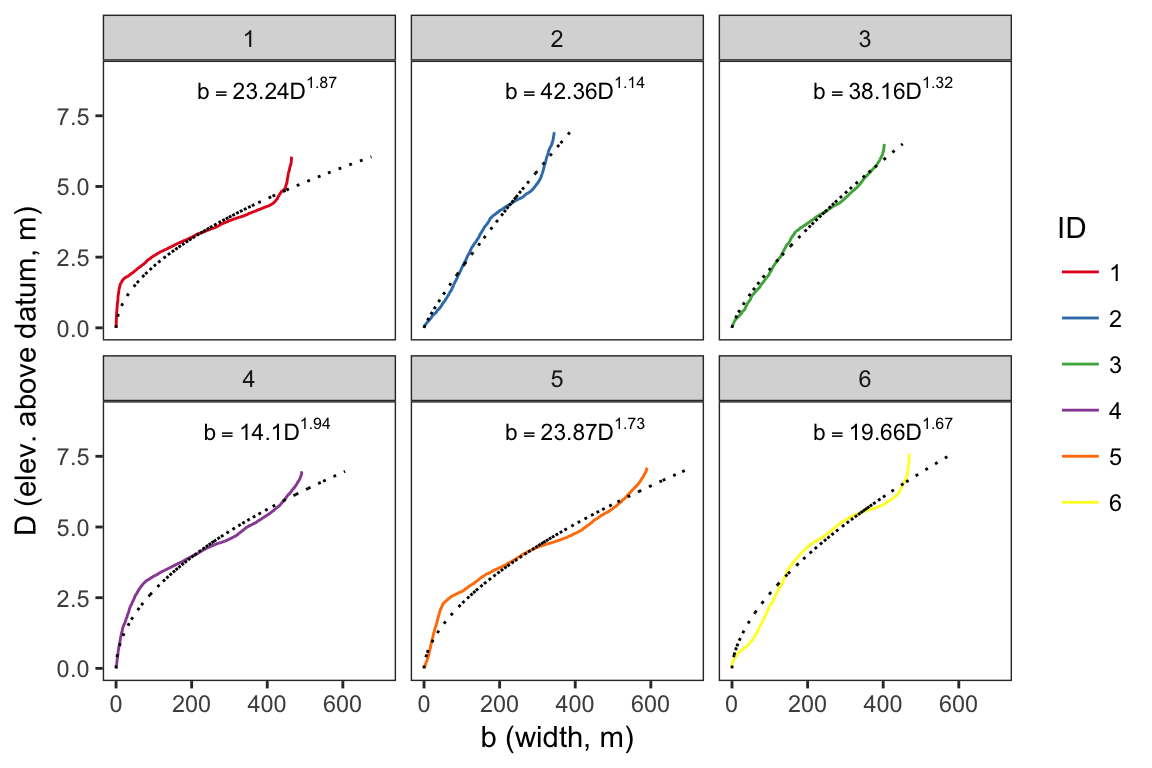 1
2
3
b = 23.24D^1.87
b = 42.36D^1.14
b = 38.16D^1.32
7.5
5.0
2.5
0.0
4
5
6
b = 14.1D^1.94
b = 23.87D^1.73
b = 19.66D^1.67
7.5
5.0
2.5
0.0
0 200 400 600
0 200 400 600
0 200 400 600
b (width, m)
D (elev. above datum, m)
ID
1
2
3
4
5
6